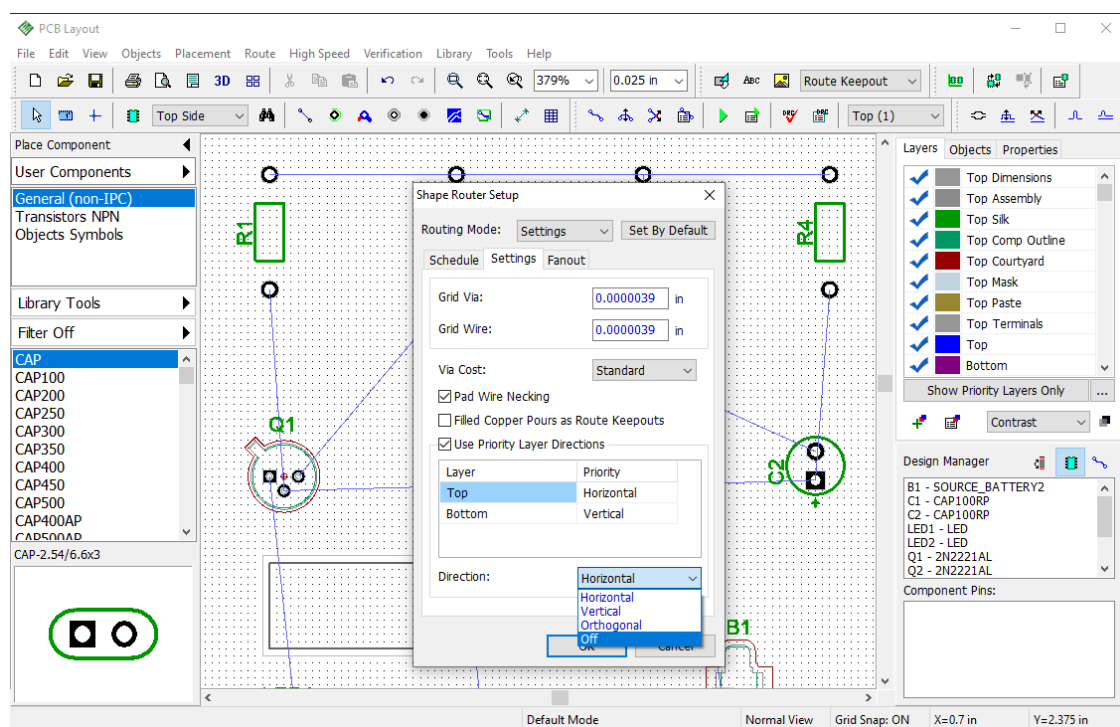 PCB Layout
File Edit View Objects Placement Route High Speed Verification Library Tools Help
3D 379% 0.025 in ABC Route Keepout
Top Side Top (1)
Place Component
User Components
General (non-IPC)
Transistors NPN
Objects Symbols
Library Tools
Filter Off
CAP
CAP100
CAP200
CAP250
CAP300
CAP350
CAP400
CAP450
CAP500
CAP400AP
CAP500AP
CAP-2.54/6.6x3
R1
R4
Q1
C2
B1
Shape Router Setup
Routing Mode: Settings Set By Default
Schedule Settings Fanout
Grid Via: 0.0000039 in
Grid Wire: 0.0000039 in
Via Cost: Standard
Pad Wire Necking
Filled Copper Pours as Route Keepouts
Use Priority Layer Directions
Layer Priority
Top Horizontal
Bottom Vertical
Direction: Horizontal
Horizontal
Vertical
Orthogonal
Off
OK Cancel
Layers Objects Properties
Top Dimensions
Top Assembly
Top Silk
Top Comp Outline
Top Courtyard
Top Mask
Top Paste
Top Terminals
Top
Bottom
Show Priority Layers Only ...
Contrast
Design Manager
B1 - SOURCE_BATTERY2
C1 - CAP100RP
C2 - CAP100RP
LED1 - LED
LED2 - LED
Q1 - 2N2221AL
Q2 - 2N2221AL
Component Pins:
Default Mode Normal View Grid Snap: ON X=0.7 in Y=2.375 in